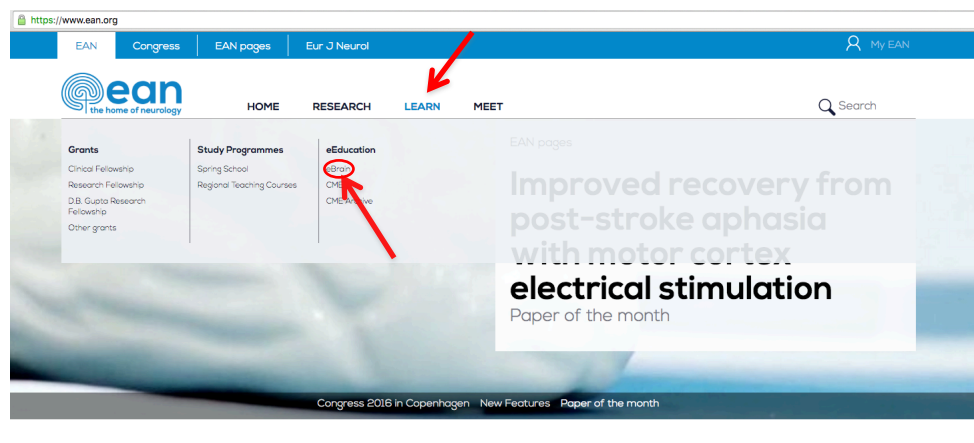 https://www.ean.org
EAN Congress EAN pages Eur J Neurol My EAN
ean
the home of neurology
HOME RESEARCH LEARN MEET Search
Grants
Clinical Fellowship
Research Fellowship
D.B. Gupta Research
Fellowship
Other grants
Study Programmes
Spring School
Regional Teaching Courses
eEducation
eBrain
CME
CME Archive
EAN pages
Improved recovery from
post-stroke aphasia
with motor cortex
electrical stimulation
Paper of the month
Congress 2016 in Copenhagen New Features Paper of the month